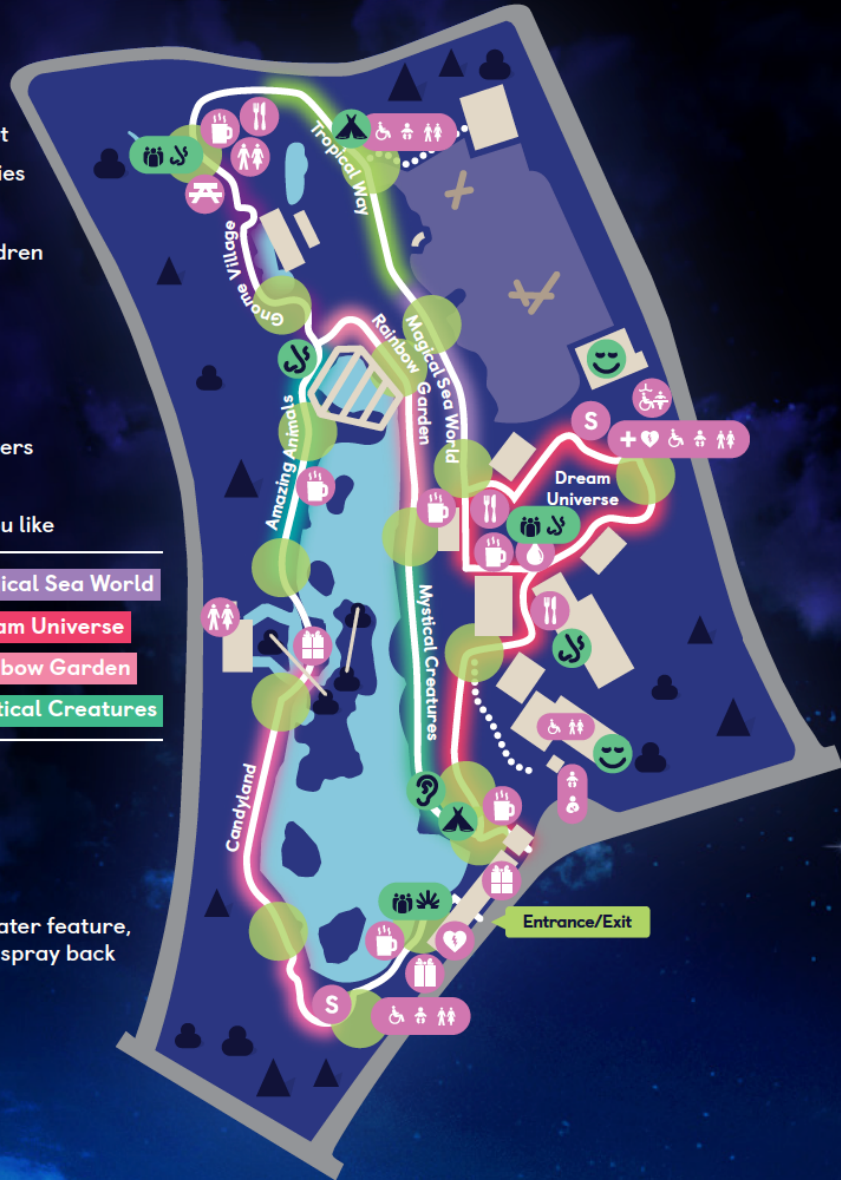 t
ies
dren
ers
u like
ical Sea World
am Universe
bow Garden
tical Creatures
ater feature,
spray back
Tropical Way
Gnome Village
Rainbow Garden
Magical Sea World
Amazing Animals
S
Dream
Universe
Mystical Creatures
Candyland
Entrance/Exit
S